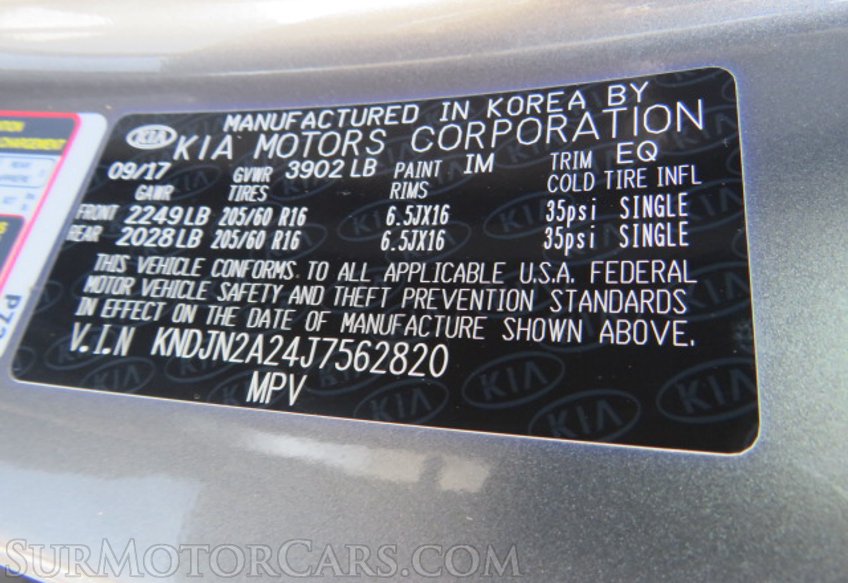 MANUFACTURED IN KOREA BY
KIA KIA MOTORS CORPORATION
09/17 GVWR 3902 LB PAINT IM TRIM EQ
GAWR TIRES RIMS COLD TIRE INFL
FRONT 2249 LB 205/60 R16 6.5JX16 35psi SINGLE
REAR 2028 LB 205/60 R16 6.5JX16 35psi SINGLE
THIS VEHICLE CONFORMS TO ALL APPLICABLE U.S.A. FEDERAL
MOTOR VEHICLE SAFETY AND THEFT PREVENTION STANDARDS
IN EFFECT ON THE DATE OF MANUFACTURE SHOWN ABOVE.
V.I.N KNDJN2A24J7562820
MPV
SurMotorCars.com